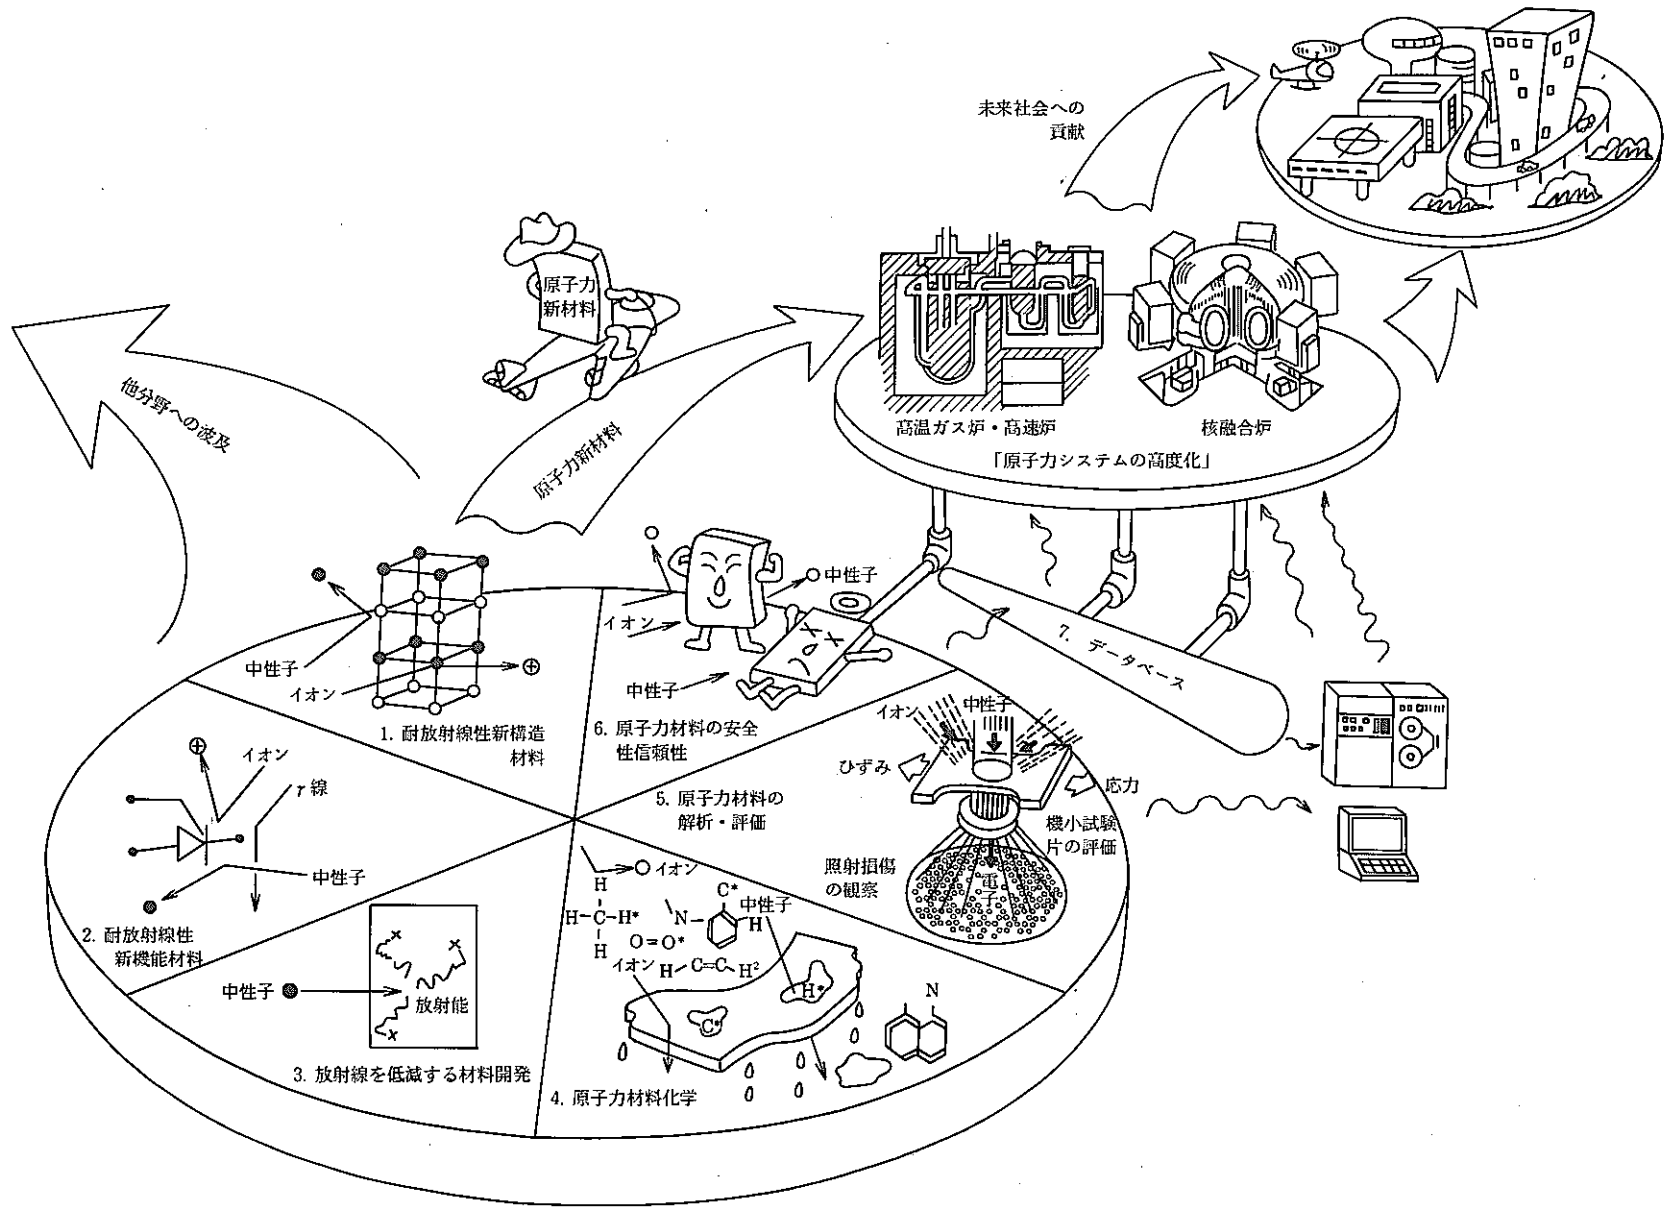 未来社会への
貢献
原子力
新材料
他分野への波及
原子力新材料
高温ガス炉・高速炉
核融合炉
「原子力システムの高度化」
7. データベース
中性子
イオン
1. 耐放射線性新構造
材料
中性子
イオン
中性子
6. 原子力材料の安全
性信頼性
イオン
γ線
中性子
2. 耐放射線性
新機能材料
中性子
放射能
3. 放射線を低減する材料開発
イオン
H
H-C-H*
H
C*
N
中性子
H
O=O*
イオン
H-C=C-H²
H*
C*
N
4. 原子力材料化学
5. 原子力材料の
解析・評価
イオン
中性子
ひずみ
応力
機小試験
片の評価
照射損傷
の観察
電
子